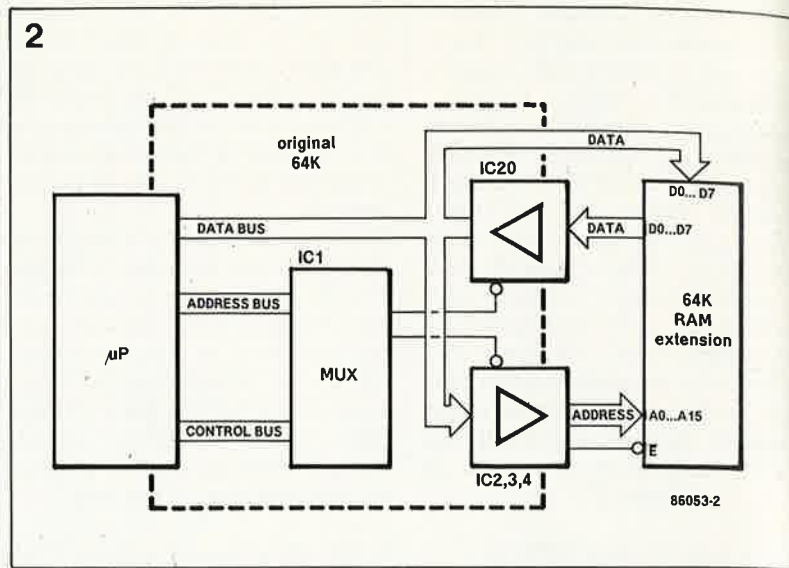 2
original
64K
DATA
IC20
D0... D7
DATA BUS
DATA
D0...D7
IC1
ADDRESS BUS
64K
RAM
extension
μP
MUX
ADDRESS
A0...A15
CONTROL BUS
E
IC2,3,4
86053-2